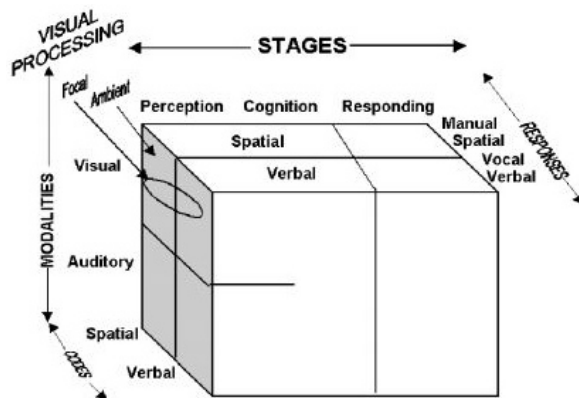 VISUAL
PROCESSING
STAGES
Focal
Ambient
Perception Cognition Responding
RESPONSES
Manual
Spatial
Vocal
Verbal
Spatial
Verbal
Visual
MODALITIES
Auditory
Spatial
Verbal
CODES